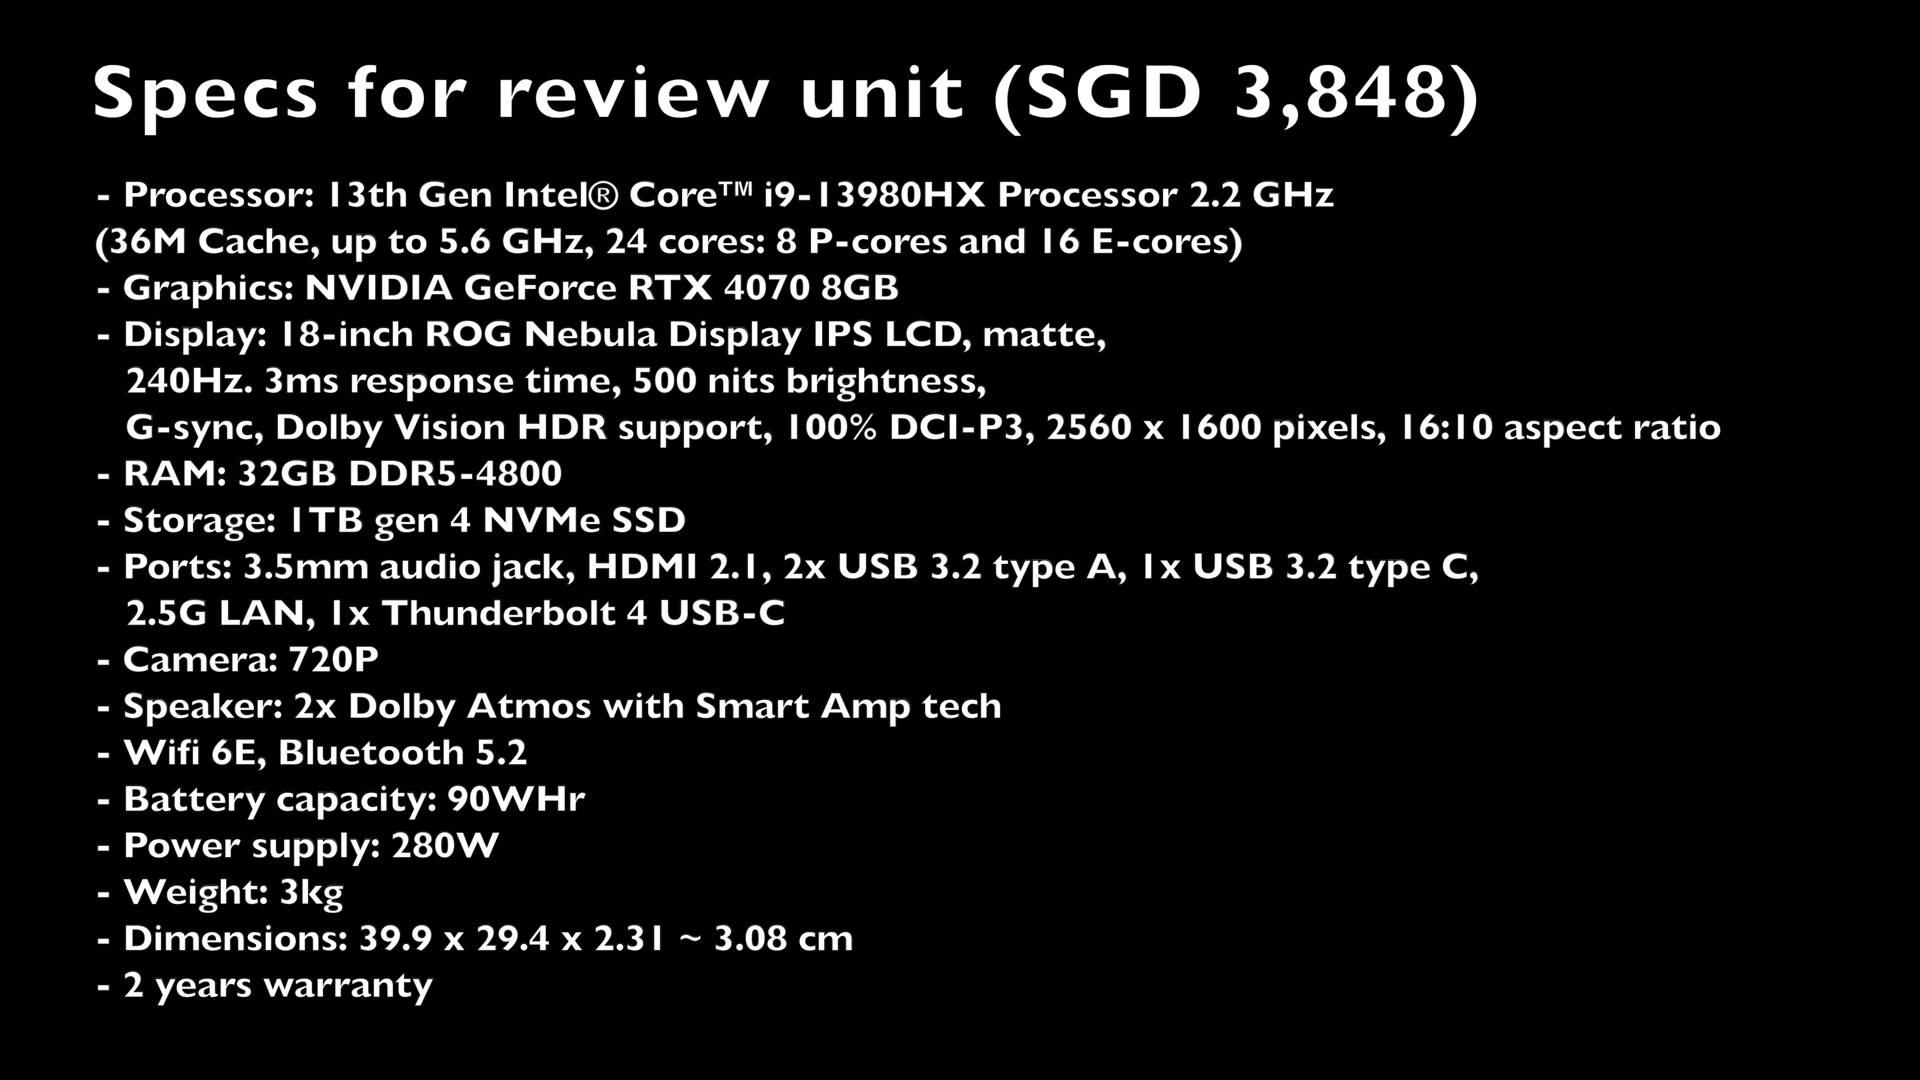 Specs for review unit (SGD 3,848)
- Processor: 13th Gen Intel® Core™ i9-13980HX Processor 2.2 GHz
(36M Cache, up to 5.6 GHz, 24 cores: 8 P-cores and 16 E-cores)
- Graphics: NVIDIA GeForce RTX 4070 8GB
- Display: 18-inch ROG Nebula Display IPS LCD, matte,
240Hz. 3ms response time, 500 nits brightness,
G-sync, Dolby Vision HDR support, 100% DCI-P3, 2560 x 1600 pixels, 16:10 aspect ratio
- RAM: 32GB DDR5-4800
- Storage: 1TB gen 4 NVMe SSD
- Ports: 3.5mm audio jack, HDMI 2.1, 2x USB 3.2 type A, 1x USB 3.2 type C,
2.5G LAN, 1x Thunderbolt 4 USB-C
- Camera: 720P
- Speaker: 2x Dolby Atmos with Smart Amp tech
- Wifi 6E, Bluetooth 5.2
- Battery capacity: 90WHr
- Power supply: 280W
- Weight: 3kg
- Dimensions: 39.9 x 29.4 x 2.31 ~ 3.08 cm
- 2 years warranty